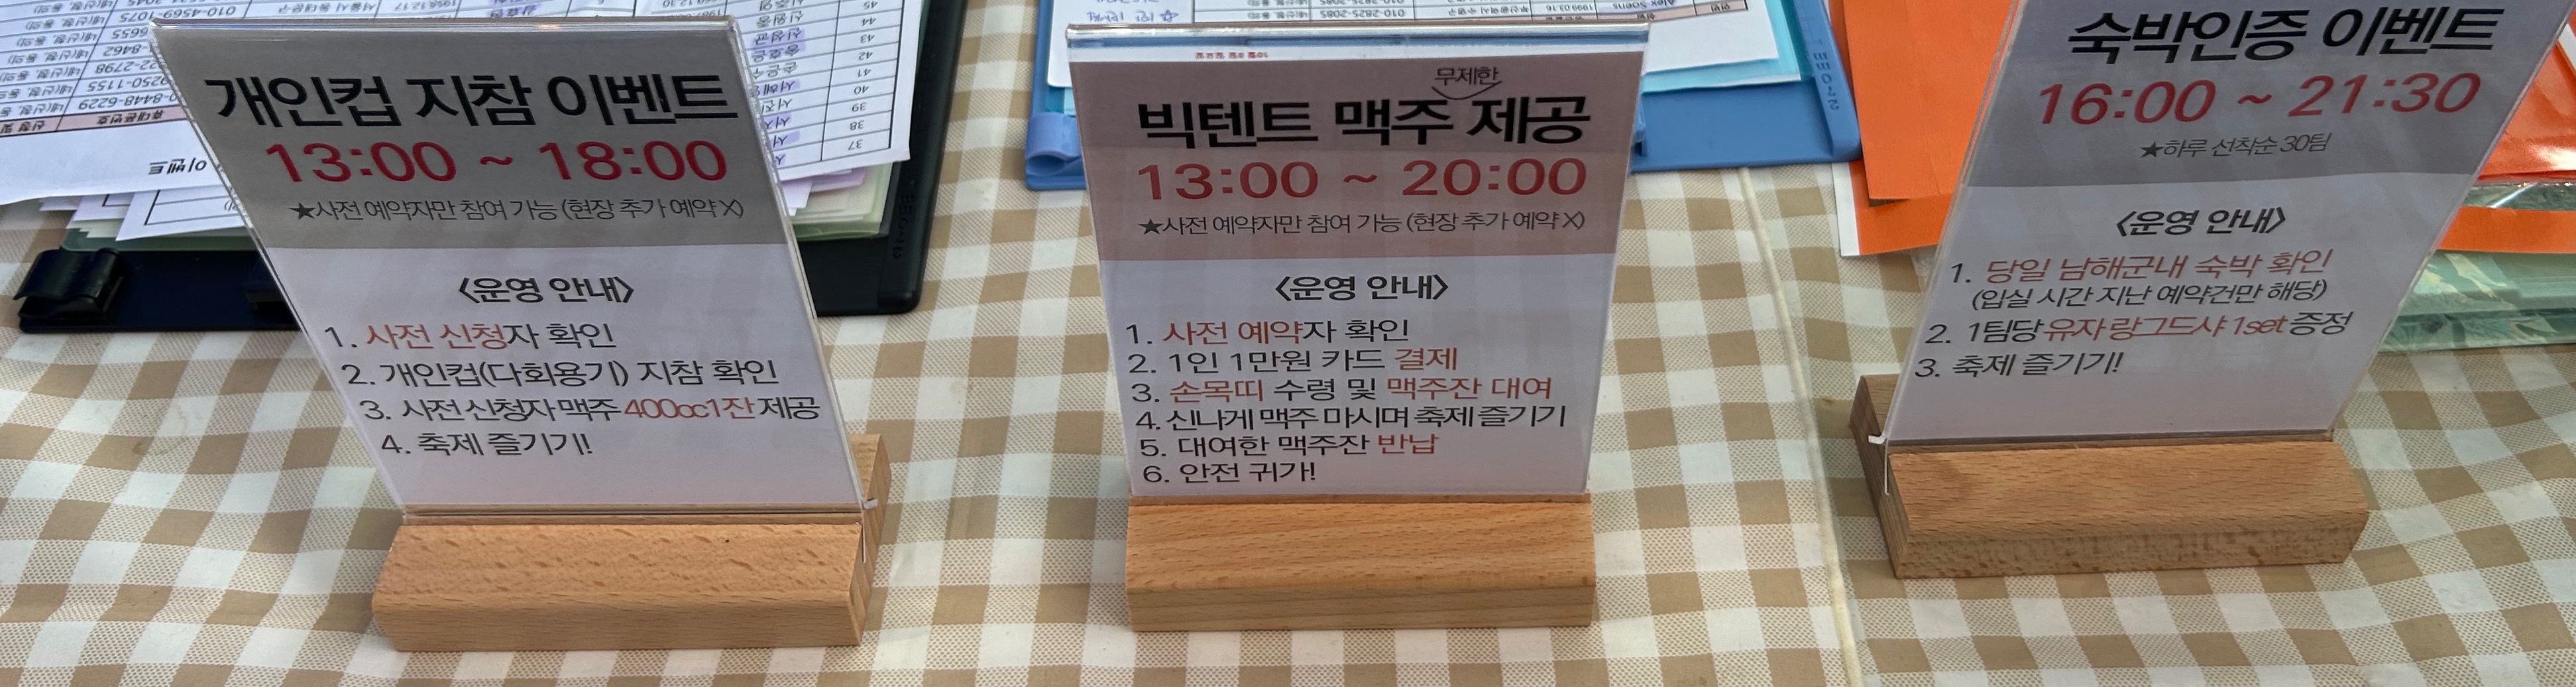 개인컵 지참 이벤트
13:00 ~ 18:00
★사전 예약자만 참여 가능 (현장 추가 예약 X)
<운영 안내>
1. 사전 신청자 확인
2. 개인컵(다회용기) 지참 확인
3. 사전 신청자 맥주 400cc 1잔 제공
4. 축제 즐기기!
무제한
빅텐트 맥주 제공
13:00 ~ 20:00
★사전 예약자만 참여 가능 (현장 추가 예약 X)
<운영 안내>
1. 사전 예약자 확인
2. 1인 1만원 카드 결제
3. 손목띠 수령 및 맥주잔 대여
4. 신나게 맥주 마시며 축제 즐기기
5. 대여한 맥주잔 반납
6. 안전 귀가!
숙박인증 이벤트
16:00 ~ 21:30
★하루 선착순 30팀
<운영 안내>
1. 당일 남해군내 숙박 확인
(입실 시간 지난 예약건만 해당)
2. 1팀당 유자 랑그드샤 1set 증정
3. 축제 즐기기!